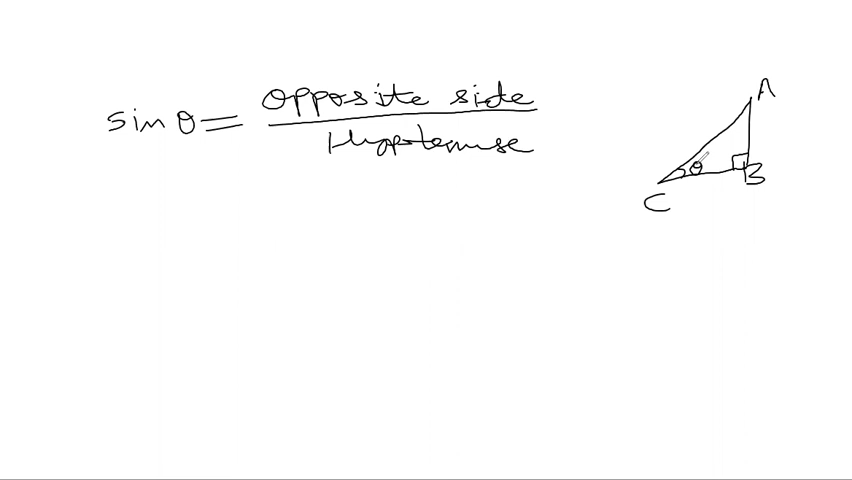 sin θ = Opposite side
Hypotenuse
A
θ
B
C